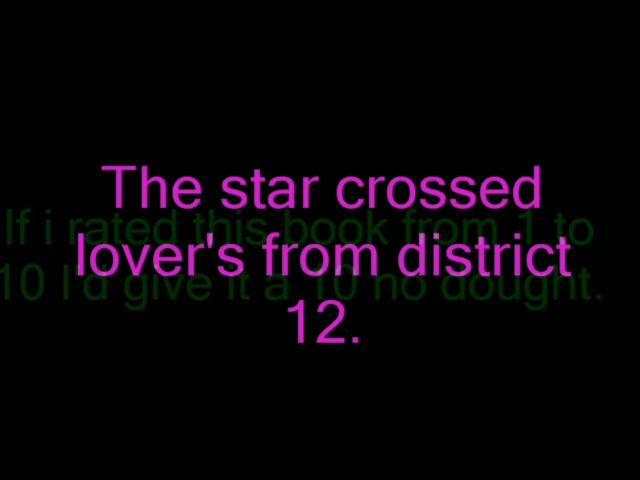 The star crossed
If i rated this book from 1 to
lover's from district
10 I'd give it a 10 no dought.
12.